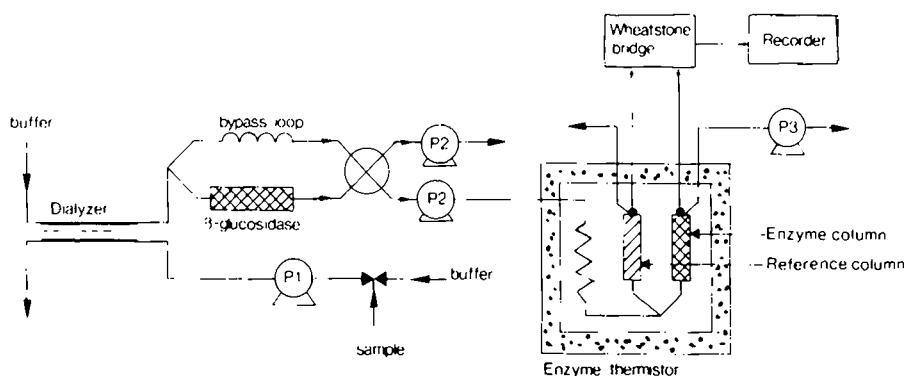 Wheatstone
bridge
Recorder
buffer
bypass loop
P2
P3
Dialyzer
β-glucosidase
P2
-Enzyme column
-Reference column
P1
buffer
sample
Enzyme thermistor